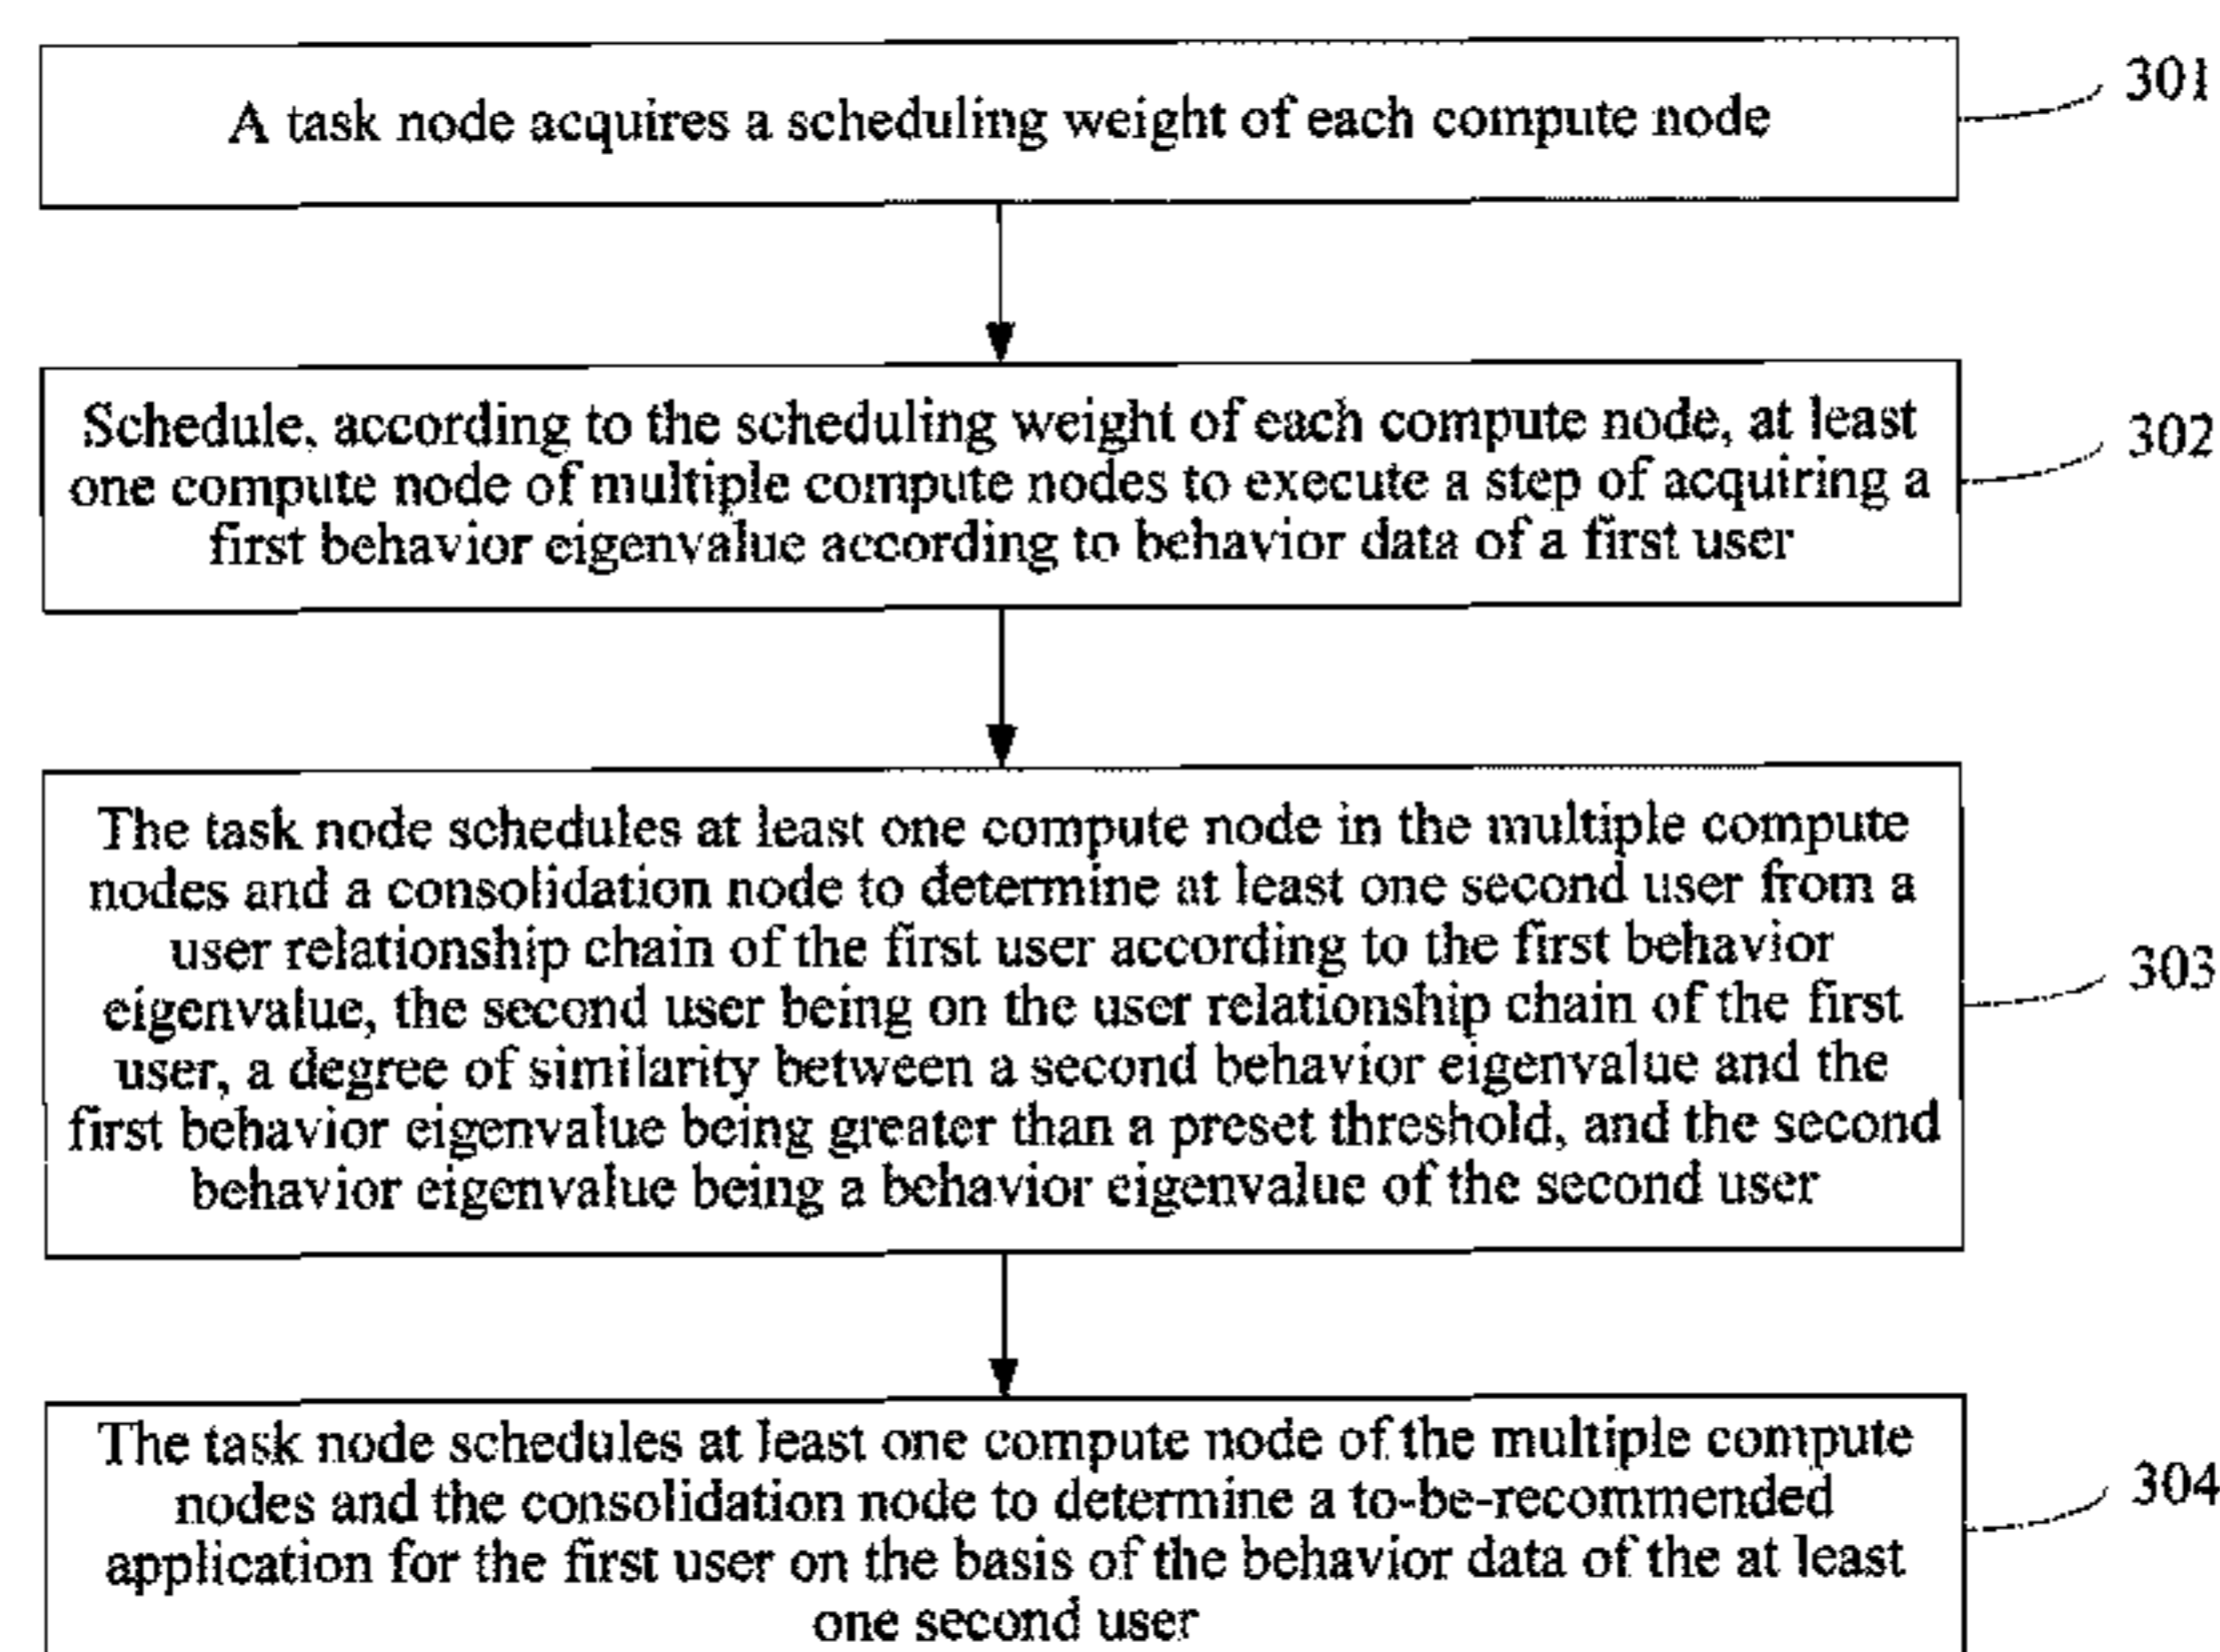 A task node acquires a scheduling weight of each compute node
301
Schedule, according to the scheduling weight of each compute node, at least
one compute node of multiple compute nodes to execute a step of acquiring a
first behavior eigenvalue according to behavior data of a first user
302
The task node schedules at least one compute node in the multiple compute
nodes and a consolidation node to determine at least one second user from a
user relationship chain of the first user according to the first behavior
eigenvalue, the second user being on the user relationship chain of the first
user, a degree of similarity between a second behavior eigenvalue and the
first behavior eigenvalue being greater than a preset threshold, and the second
behavior eigenvalue being a behavior eigenvalue of the second user
303
The task node schedules at least one compute node of the multiple compute
nodes and the consolidation node to determine a to-be-recommended
application for the first user on the basis of the behavior data of the at least
one second user
304